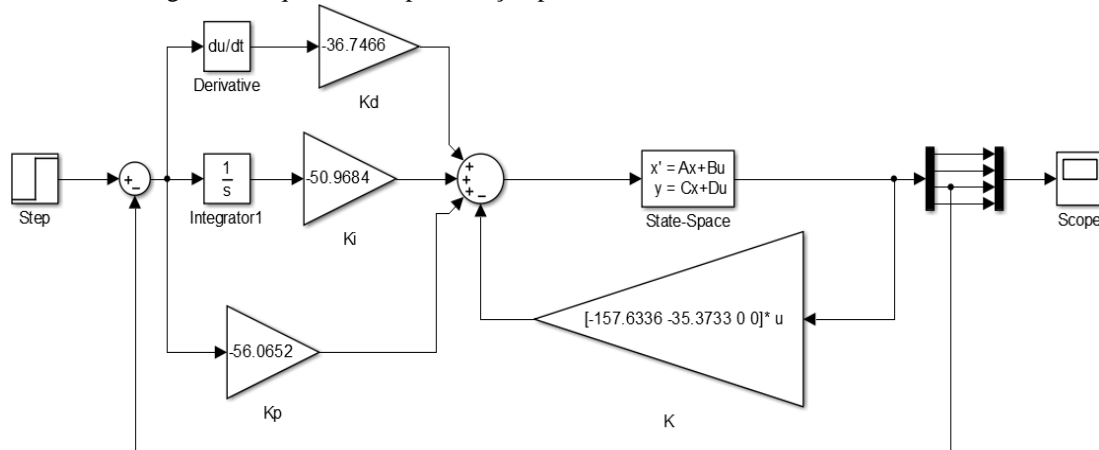 du/dt
Derivative
-36.7466
Kd
+
+
+
−
Step
+
−
1
s
Integrator1
-50.9684
Ki
x' = Ax+Bu
y = Cx+Du
State-Space
Scope
-56.0652
Kp
[-157.6336 -35.3733 0 0]* u
K